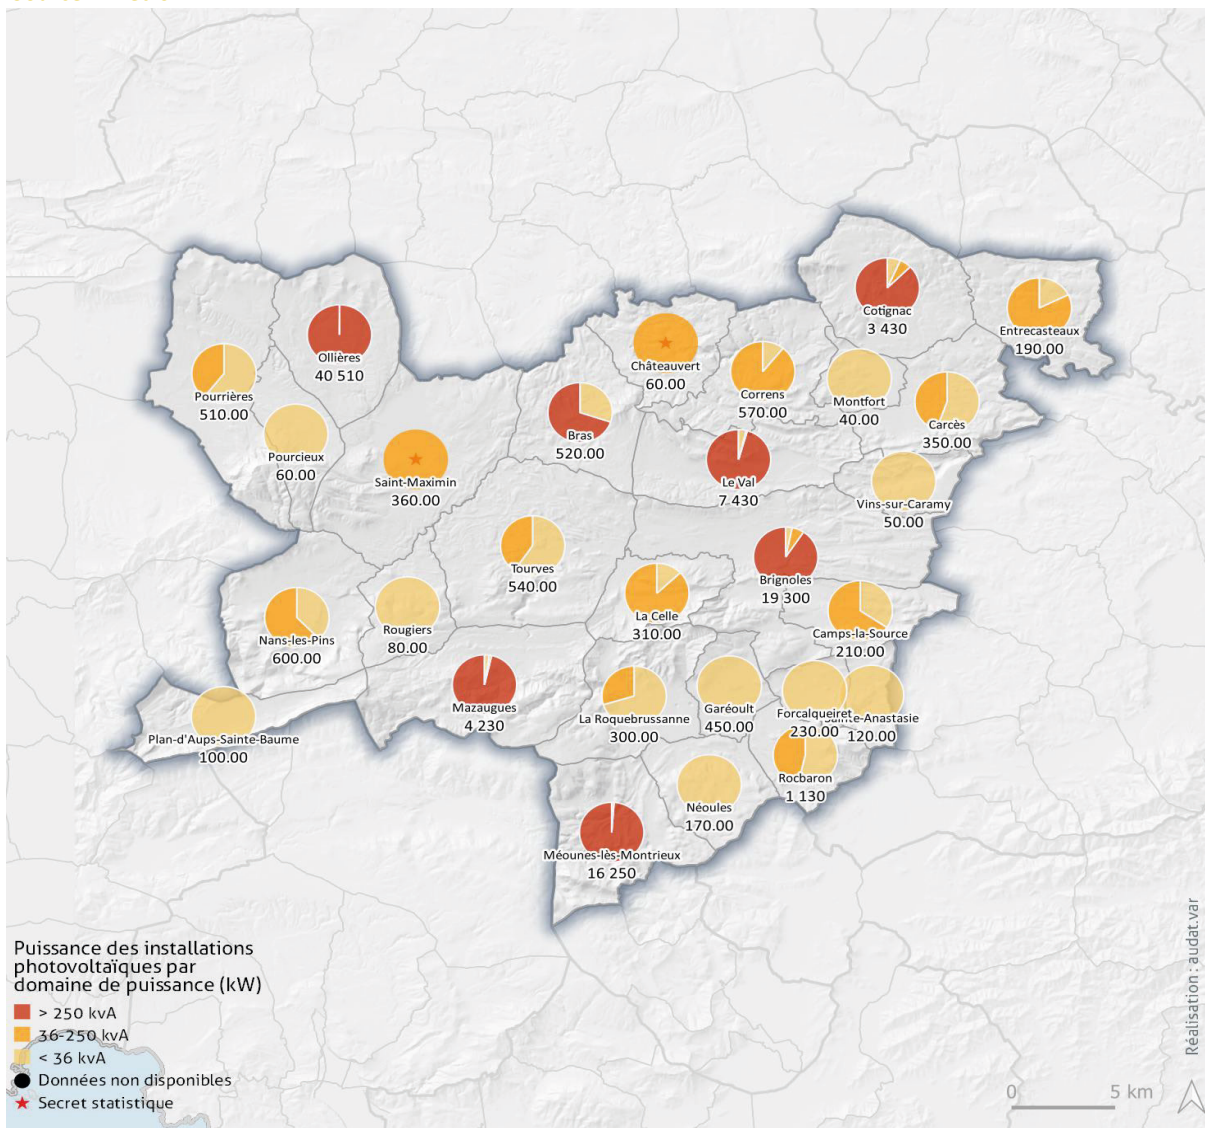 Cotignac
3 430
Entrecasteaux
190.00
Ollières
40 510
Châteauvert
60.00
Pourrières
510.00
Correns
570.00
Montfort
40.00
Carcès
350.00
Bras
520.00
Pourcieux
60.00
Saint-Maximin
360.00
Le Val
7 430
Vins-sur-Caramy
50.00
Tourves
540.00
Brignoles
19 300
La Celle
310.00
Camps-la-Source
210.00
Nans-les-Pins
600.00
Rougiers
80.00
Mazaugues
4 230
La Roquebrussanne
300.00
Garéoult
450.00
Forcalqueiret
230.00
Sainte-Anastasie
120.00
Plan-d'Aups-Sainte-Baume
100.00
Rocbaron
1 130
Néoules
170.00
Méounes-lès-Montrieux
16 250
Puissance des installations
photovoltaïques par
domaine de puissance (kW)
> 250 kvA
36-250 kvA
< 36 kvA
Données non disponibles
Secret statistique
0 5 km
Réalisation : audat.var